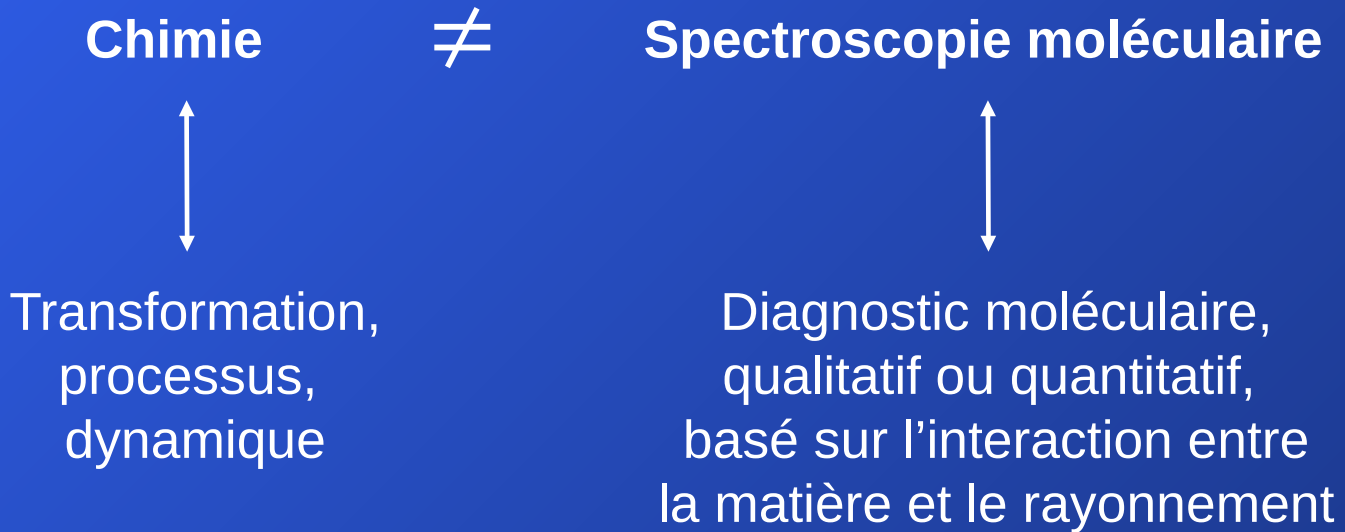 Chimie ≠ Spectroscopie moléculaire
Transformation,
processus,
dynamique
Diagnostic moléculaire,
qualitatif ou quantitatif,
basé sur l’interaction entre
la matière et le rayonnement